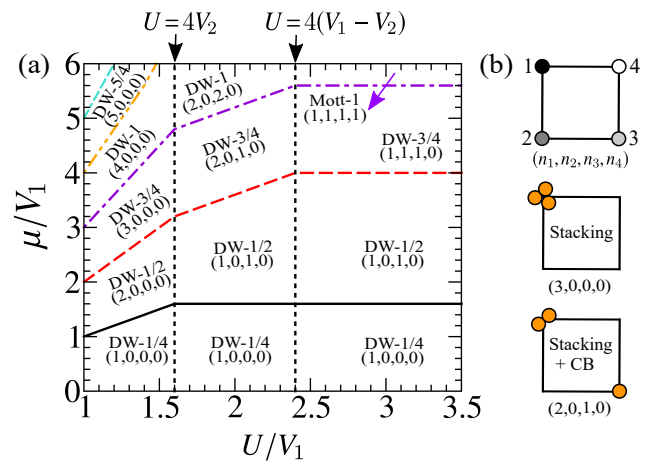 U = 4V₂
U = 4(V₁ − V₂)
(a)
(b)
6
5
4
3
2
1
0
μ/V₁
DW-5/4
(5,0,0,0)
DW-1
(4,0,0,0)
DW-3/4
(3,0,0,0)
DW-1/2
(2,0,0,0)
DW-1/4
(1,0,0,0)
DW-1
(2,0,2,0)
DW-3/4
(2,0,1,0)
DW-1/2
(1,0,1,0)
DW-1/4
(1,0,0,0)
Mott-1
(1,1,1,1)
DW-3/4
(1,1,1,0)
DW-1/2
(1,0,1,0)
DW-1/4
(1,0,0,0)
1
1.5
2
2.5
3
3.5
U/V₁
1
4
2
3
(n₁, n₂, n₃, n₄)
Stacking
(3,0,0,0)
Stacking
+ CB
(2,0,1,0)